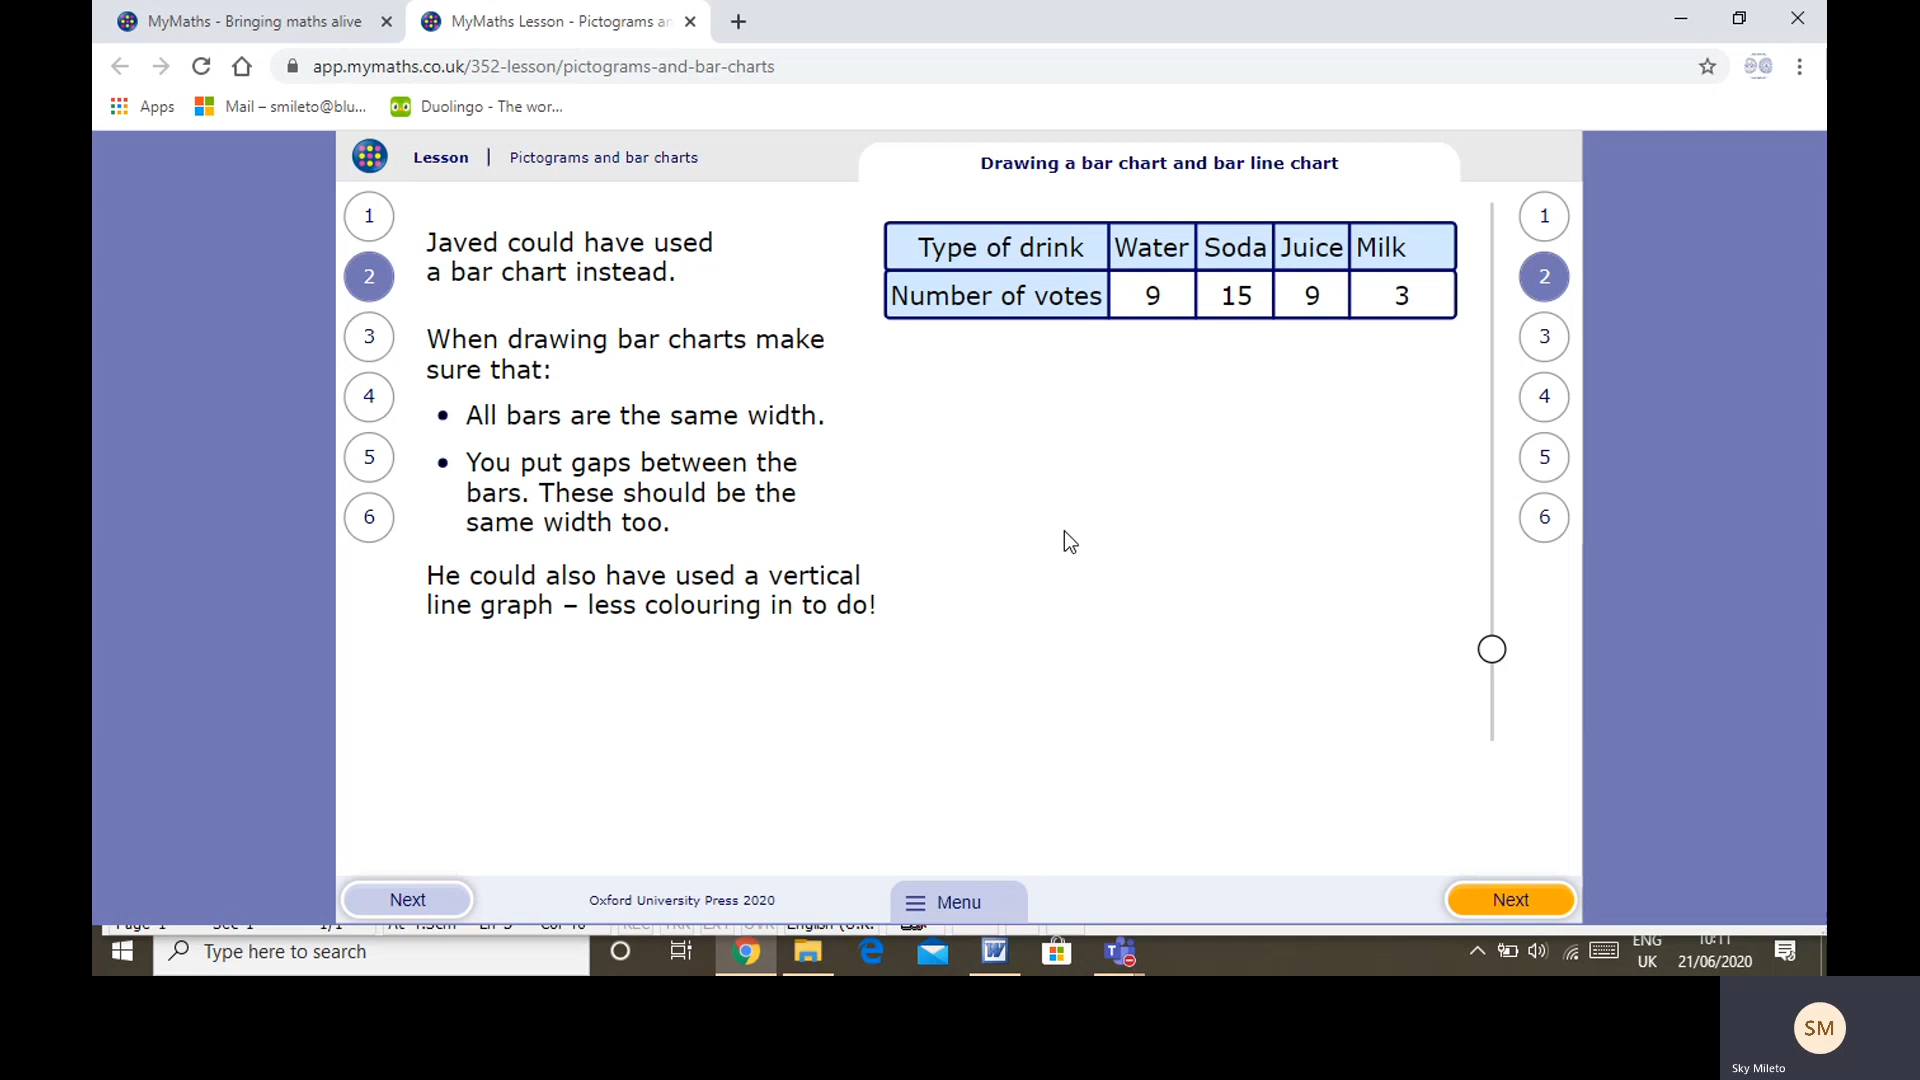 MyMaths - Bringing maths alive
MyMaths Lesson - Pictograms an
app.mymaths.co.uk/352-lesson/pictograms-and-bar-charts
Apps
Mail – smileto@blu...
Duolingo - The wor...
Lesson | Pictograms and bar charts
Drawing a bar chart and bar line chart
1
2
3
4
5
6
Javed could have used
a bar chart instead.
When drawing bar charts make
sure that:
• All bars are the same width.
• You put gaps between the
bars. These should be the
same width too.
He could also have used a vertical
line graph – less colouring in to do!
Type of drink Water Soda Juice Milk
Number of votes 9 15 9 3
1
2
3
4
5
6
Next
Oxford University Press 2020
Menu
Next
Type here to search
ENG
UK
10:11
21/06/2020
SM
Sky Mileto